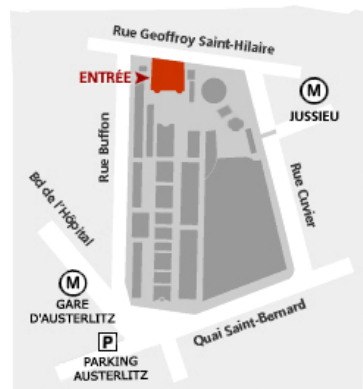 Rue Geoffroy Saint-Hilaire
ENTRÉE
M
JUSSIEU
Rue Buffon
Rue Cuvier
Bd de l'Hôpital
M
GARE
D'AUSTERLITZ
Quai Saint-Bernard
P
PARKING
AUSTERLITZ